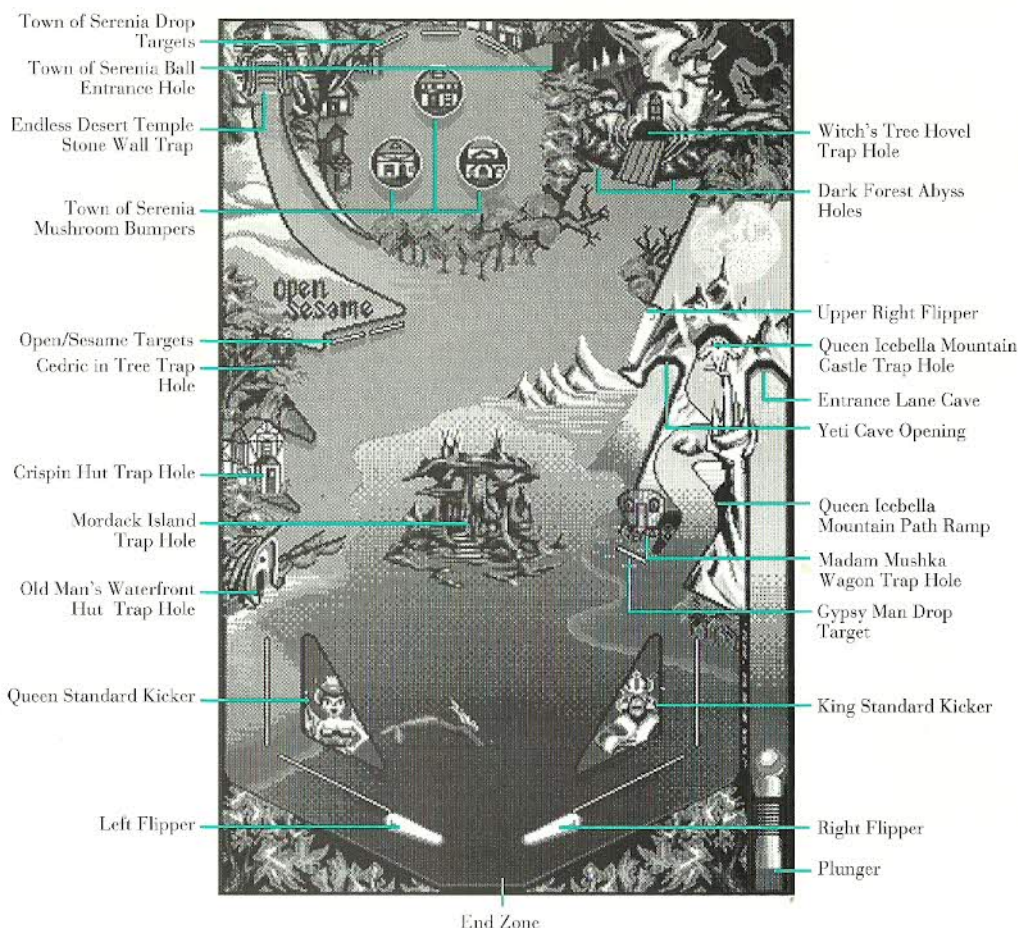 Town of Serenia Drop
Targets
Town of Serenia Ball
Entrance Hole
Endless Desert Temple
Stone Wall Trap
Town of Serenia
Mushroom Bumpers
Open
Sesame
Open/Sesame Targets
Cedric in Tree Trap
Hole
Crispin Hut Trap Hole
Mordack Island
Trap Hole
Old Man's Waterfront
Hut Trap Hole
Queen Standard Kicker
Left Flipper
End Zone
Witch's Tree Hovel
Trap Hole
Dark Forest Abyss
Holes
Upper Right Flipper
Queen Icebella Mountain
Castle Trap Hole
Entrance Lane Cave
Yeti Cave Opening
Queen Icebella
Mountain Path Ramp
Madam Mushka
Wagon Trap Hole
Gypsy Man Drop
Target
King Standard Kicker
Right Flipper
Plunger